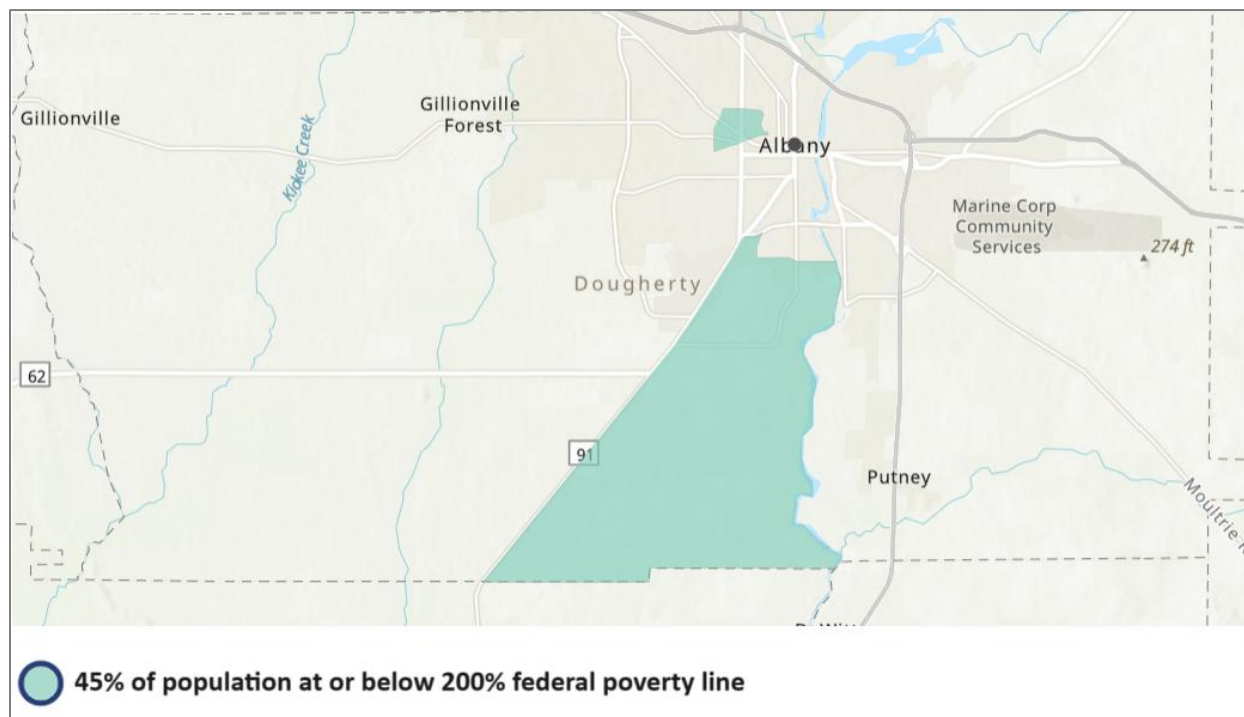 Gillionville
Gillionville
Forest
Kiokee Creek
Albany
Marine Corp
Community
Services
274 ft
Dougherty
62
91
Putney
Moultrie
45% of population at or below 200% federal poverty line